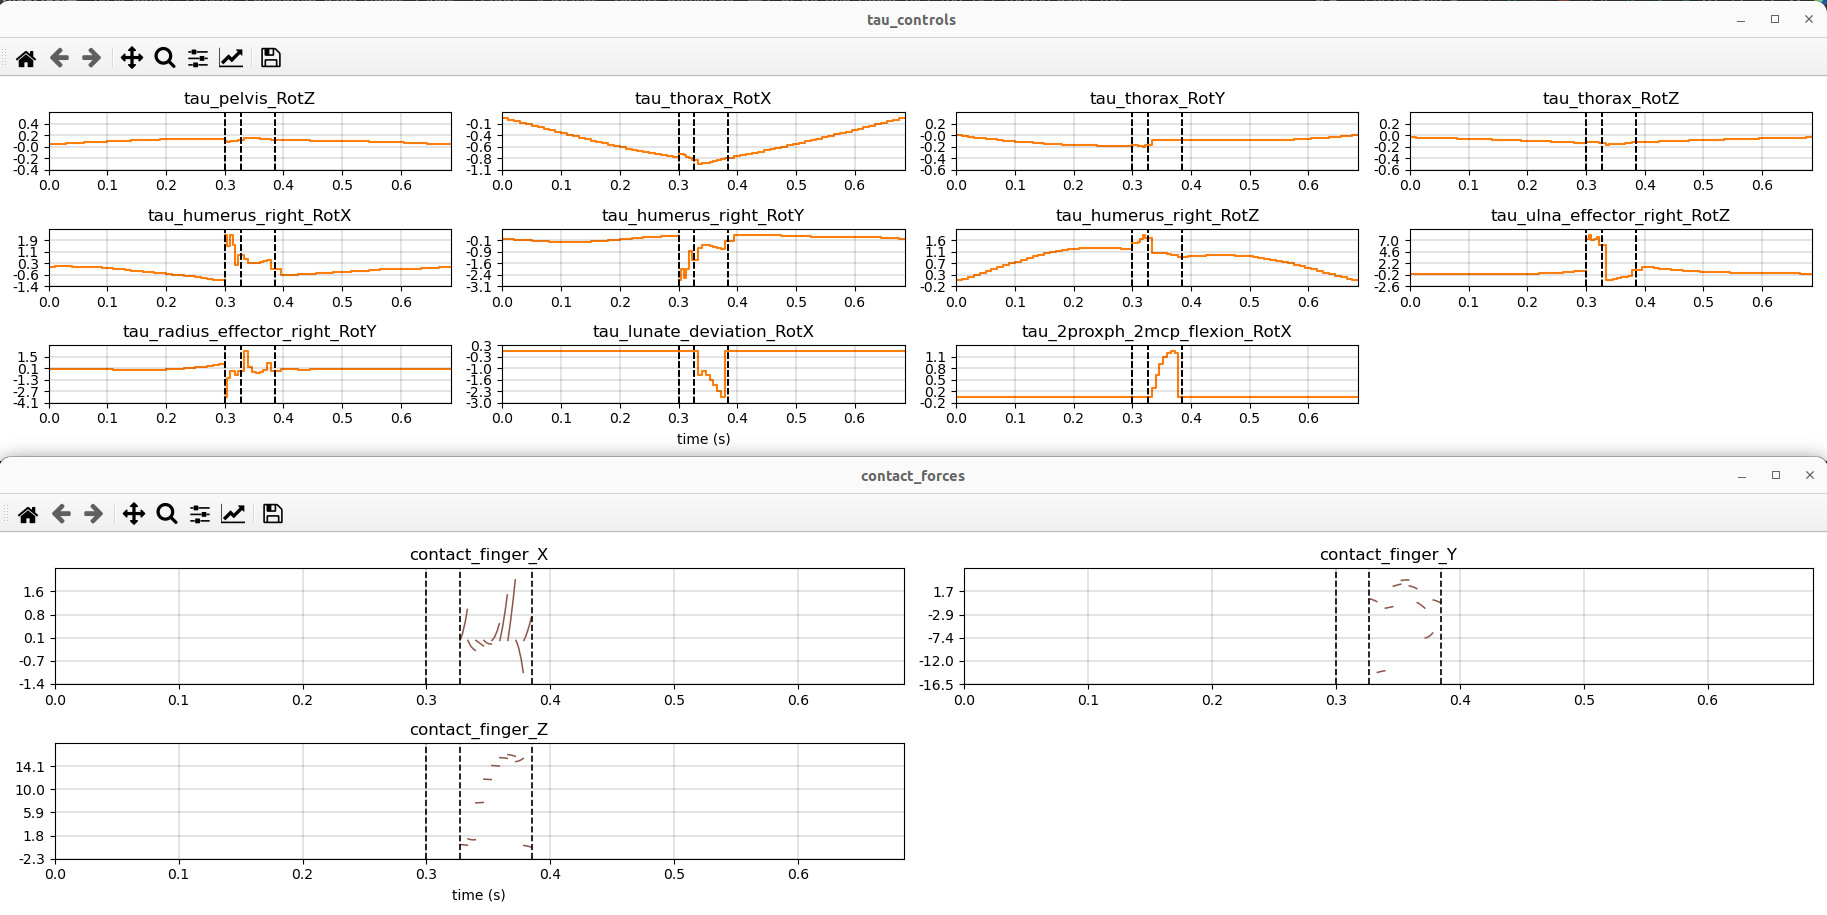 tau_controls
tau_pelvis_RotZ
tau_thorax_RotX
tau_thorax_RotY
tau_thorax_RotZ
0.4
0.2
-0.0
-0.2
-0.4
0.0 0.1 0.2 0.3 0.4 0.5 0.6
-0.1
-0.4
-0.6
-0.8
-1.1
0.0 0.1 0.2 0.3 0.4 0.5 0.6
0.2
-0.0
-0.2
-0.4
-0.6
0.0 0.1 0.2 0.3 0.4 0.5 0.6
0.2
-0.0
-0.2
-0.4
-0.6
0.0 0.1 0.2 0.3 0.4 0.5 0.6
tau_humerus_right_RotX
tau_humerus_right_RotY
tau_humerus_right_RotZ
tau_ulna_effector_right_RotZ
1.9
1.1
0.3
-0.6
-1.4
0.0 0.1 0.2 0.3 0.4 0.5 0.6
-0.1
-0.9
-1.6
-2.4
-3.1
0.0 0.1 0.2 0.3 0.4 0.5 0.6
1.6
1.1
0.7
0.3
-0.2
0.0 0.1 0.2 0.3 0.4 0.5 0.6
7.0
4.6
2.2
-0.2
-2.6
0.0 0.1 0.2 0.3 0.4 0.5 0.6
tau_radius_effector_right_RotY
tau_lunate_deviation_RotX
tau_2proxph_2mcp_flexion_RotX
1.5
0.1
-1.3
-2.7
-4.1
0.0 0.1 0.2 0.3 0.4 0.5 0.6
0.3
-0.3
-1.0
-1.6
-2.3
-3.0
0.0 0.1 0.2 0.3 0.4 0.5 0.6
time (s)
1.1
0.8
0.5
0.2
-0.2
0.0 0.1 0.2 0.3 0.4 0.5 0.6
contact_forces
contact_finger_X
contact_finger_Y
1.6
0.8
0.1
-0.7
-1.4
0.0 0.1 0.2 0.3 0.4 0.5 0.6
1.7
-2.9
-7.4
-12.0
-16.5
0.0 0.1 0.2 0.3 0.4 0.5 0.6
contact_finger_Z
14.1
10.0
5.9
1.8
-2.3
0.0 0.1 0.2 0.3 0.4 0.5 0.6
time (s)